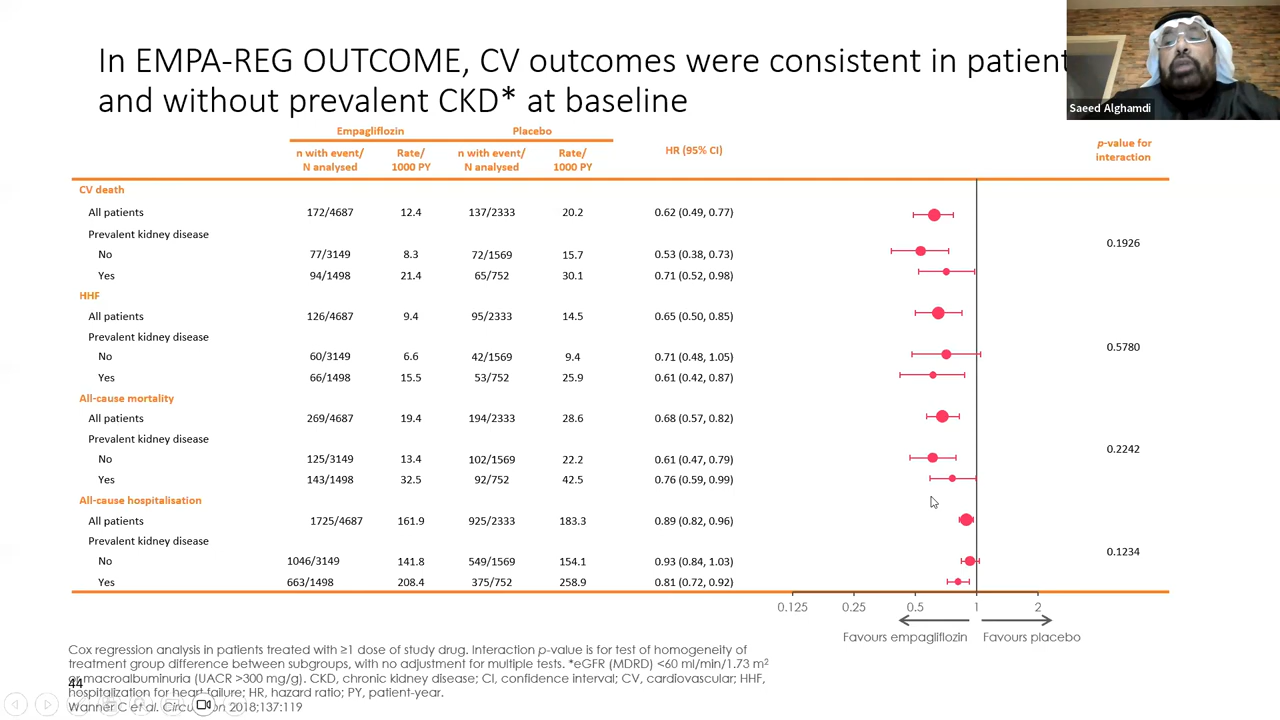 In EMPA-REG OUTCOME, CV outcomes were consistent in patient
and without prevalent CKD* at baseline
Saeed Alghamdi
Empagliflozin Placebo
n with event/ Rate/ n with event/ Rate/ HR (95% CI) p-value for
N analysed 1000 PY N analysed 1000 PY interaction
CV death
All patients 172/4687 12.4 137/2333 20.2 0.62 (0.49, 0.77)
Prevalent kidney disease 0.1926
No 77/3149 8.3 72/1569 15.7 0.53 (0.38, 0.73)
Yes 94/1498 21.4 65/752 30.1 0.71 (0.52, 0.98)
HHF
All patients 126/4687 9.4 95/2333 14.5 0.65 (0.50, 0.85)
Prevalent kidney disease 0.5780
No 60/3149 6.6 42/1569 9.4 0.71 (0.48, 1.05)
Yes 66/1498 15.5 53/752 25.9 0.61 (0.42, 0.87)
All-cause mortality
All patients 269/4687 19.4 194/2333 28.6 0.68 (0.57, 0.82)
Prevalent kidney disease 0.2242
No 125/3149 13.4 102/1569 22.2 0.61 (0.47, 0.79)
Yes 143/1498 32.5 92/752 42.5 0.76 (0.59, 0.99)
All-cause hospitalisation
All patients 1725/4687 161.9 925/2333 183.3 0.89 (0.82, 0.96)
Prevalent kidney disease 0.1234
No 1046/3149 141.8 549/1569 154.1 0.93 (0.84, 1.03)
Yes 663/1498 208.4 375/752 258.9 0.81 (0.72, 0.92)
0.125 0.25 0.5 1 2
Favours empagliflozin Favours placebo
Cox regression analysis in patients treated with ≥1 dose of study drug. Interaction p-value is for test of homogeneity of
treatment group difference between subgroups, with no adjustment for multiple tests. *eGFR (MDRD) <60 ml/min/1.73 m²
or macroalbuminuria (UACR >300 mg/g). CKD, chronic kidney disease; CI, confidence interval; CV, cardiovascular; HHF,
44
hospitalization for heart failure; HR, hazard ratio; PY, patient-year.
Wanner C et al. 2018;137:119